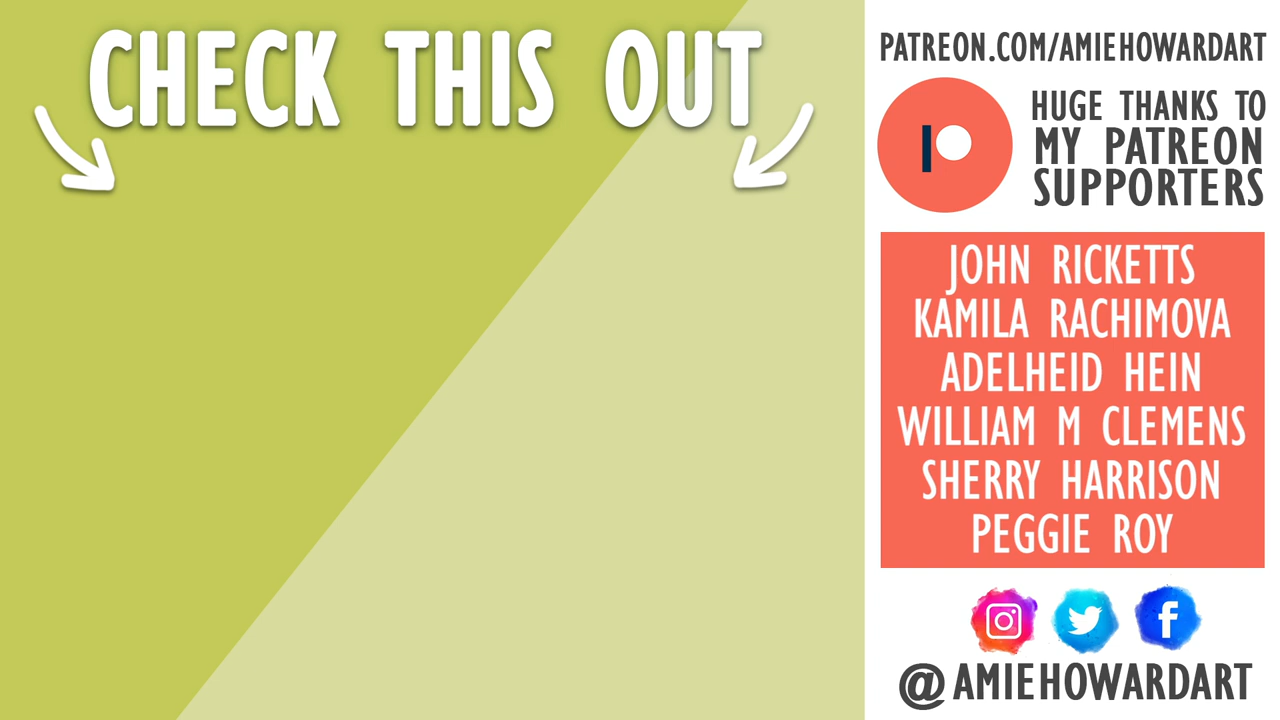 CHECK THIS OUT
PATREON.COM/AMIEHOWARDART
HUGE THANKS TO
MY PATREON
SUPPORTERS
JOHN RICKETTS
KAMILA RACHIMOVA
ADELHEID HEIN
WILLIAM M CLEMENS
SHERRY HARRISON
PEGGIE ROY
@AMIEHOWARDART